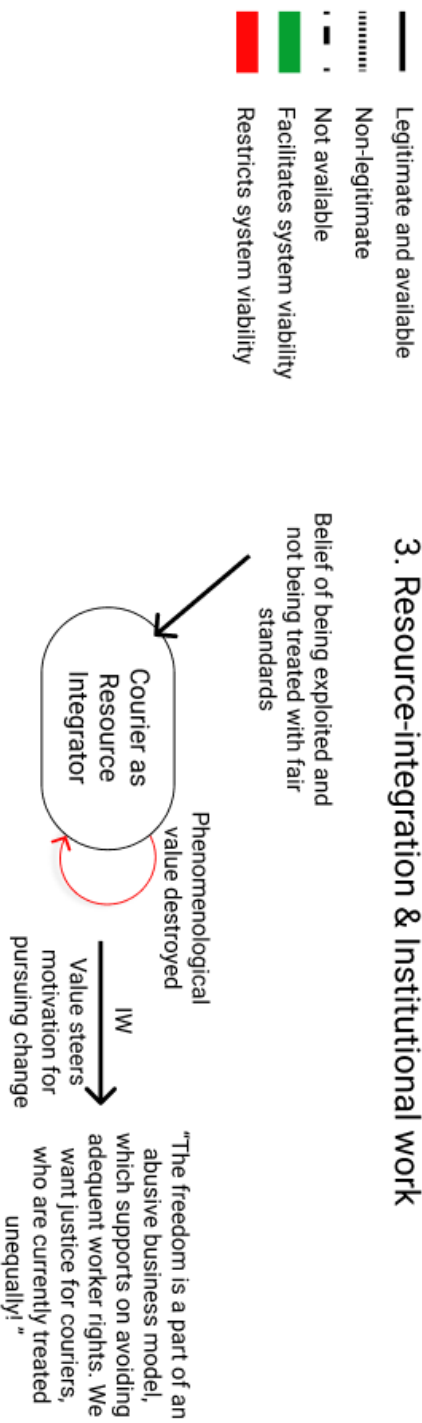 3. Resource-integration & Institutional work
Legitimate and available
Non-legitimate
Not available
Facilitates system viability
Restricts system viability
Belief of being exploited and
not being treated with fair
standards
Courier as
Resource
Integrator
Phenomenological
value destroyed
IW
Value steers
motivation for
pursuing change
"The freedom is a part of an
abusive business model,
which supports on avoiding
adequent worker rights. We
want justice for couriers,
who are currently treated
unequally!"